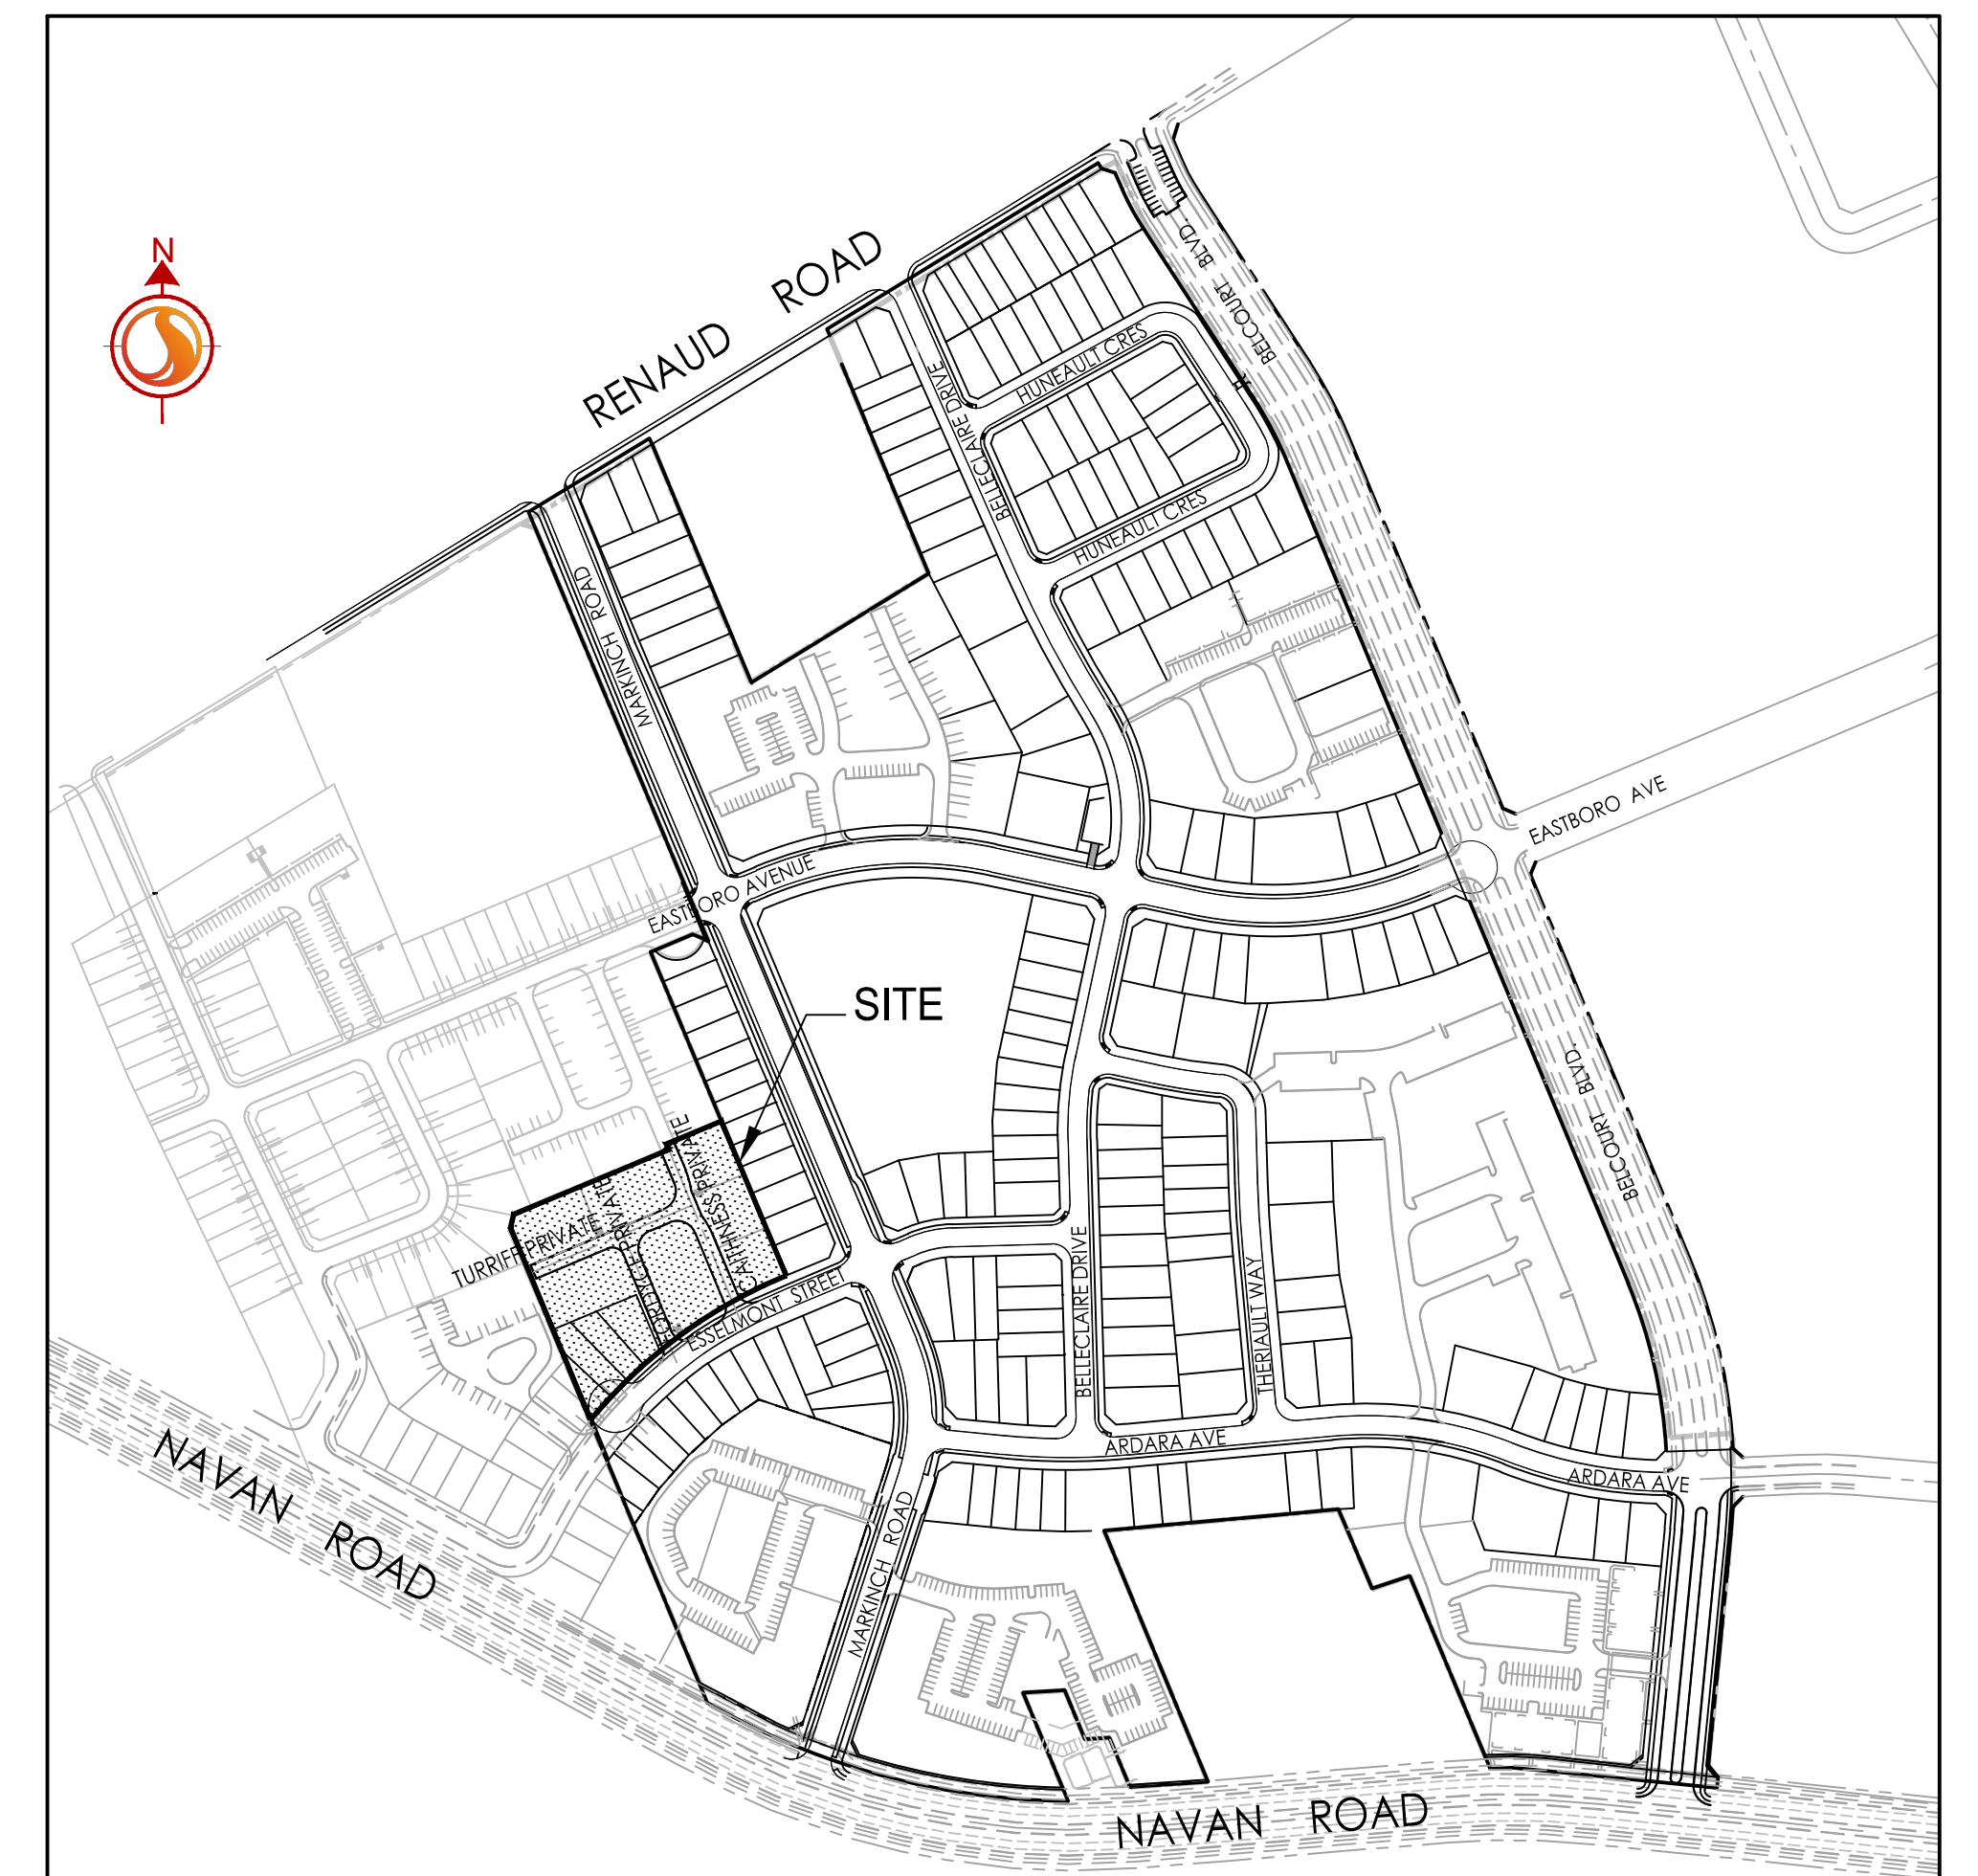 N
RENAUD ROAD
BELCOURT BLVD.
HUNEAULT CRES
BELLECLAIRE DRIVE
HUNEAULT CRES
MARKINCH ROAD
EASTBORO AVE
EASTBORO AVENUE
SITE
BELCOURT BLVD.
CAITHNESS PRIVATE
FORDYCE PRIVATE
TURRIFF PRIVATE
ESSELMONT STREET
BELLECLAIRE DRIVE
THERIAULT WAY
ARDARA AVE
ARDARA AVE
NAVAN ROAD
MARKINCH ROAD
NAVAN ROAD